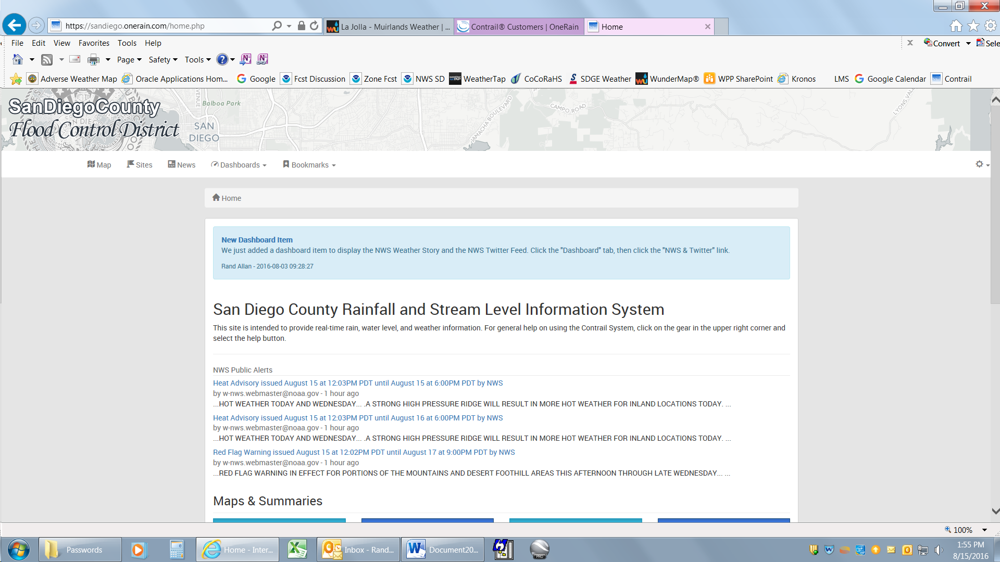 https://sandiego.onerain.com/home.php
La Jolla - Muirlands Weather | ...
Contrail® Customers | OneRain
Home
File Edit View Favorites Tools Help
Convert
Sele
Page Safety Tools
Adverse Weather Map
Oracle Applications Hom...
Google
Fcst Discussion
Zone Fcst
NWS SD
WeatherTap
CoCoRaHS
SDGE Weather
WunderMap®
WPP SharePoint
Kronos
LMS
Google Calendar
Contrail
SanDiegoCounty
Flood Control District
Balboa Park
SAN
DIEGO
JAMACHA BOULEVARD
CAMPO ROAD
LYONS VAL
Map
Sites
News
Dashboards
Bookmarks
Home
New Dashboard Item
We just added a dashboard item to display the NWS Weather Story and the NWS Twitter Feed. Click the "Dashboard" tab, then click the "NWS & Twitter" link.
Rand Allan - 2016-08-03 09:28:27
San Diego County Rainfall and Stream Level Information System
This site is intended to provide real-time rain, water level, and weather information. For general help on using the Contrail System, click on the gear in the upper right corner and
select the help button.
NWS Public Alerts
Heat Advisory issued August 15 at 12:03PM PDT until August 15 at 6:00PM PDT by NWS
by w-nws.webmaster@noaa.gov - 1 hour ago
...HOT WEATHER TODAY AND WEDNESDAY... .A STRONG HIGH PRESSURE RIDGE WILL RESULT IN MORE HOT WEATHER FOR INLAND LOCATIONS TODAY. ...
Heat Advisory issued August 15 at 12:03PM PDT until August 16 at 6:00PM PDT by NWS
by w-nws.webmaster@noaa.gov - 1 hour ago
...HOT WEATHER TODAY AND WEDNESDAY... .A STRONG HIGH PRESSURE RIDGE WILL RESULT IN MORE HOT WEATHER FOR INLAND LOCATIONS TODAY. ...
Red Flag Warning issued August 15 at 12:02PM PDT until August 17 at 9:00PM PDT by NWS
by w-nws.webmaster@noaa.gov - 1 hour ago
...RED FLAG WARNING IN EFFECT FOR PORTIONS OF THE MOUNTAINS AND DESERT FOOTHILL AREAS THIS AFTERNOON THROUGH LATE WEDNESDAY... ...
Maps & Summaries
100%
Passwords
Home - Inter...
Inbox - Rand...
Document20...
PRO
1:55 PM
8/15/2016